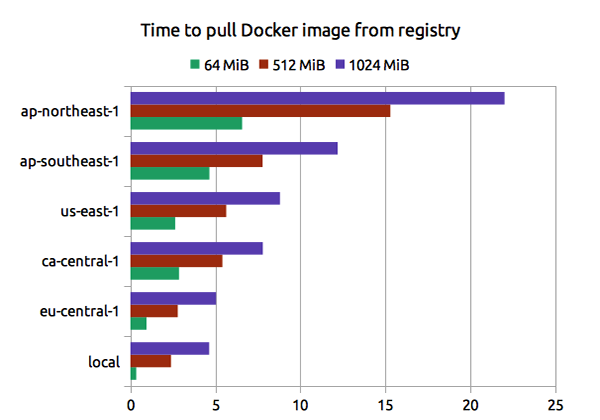 Time to pull Docker image from registry
64 MiB 512 MiB 1024 MiB
ap-northeast-1
ap-southeast-1
us-east-1
ca-central-1
eu-central-1
local
0 5 10 15 20 25